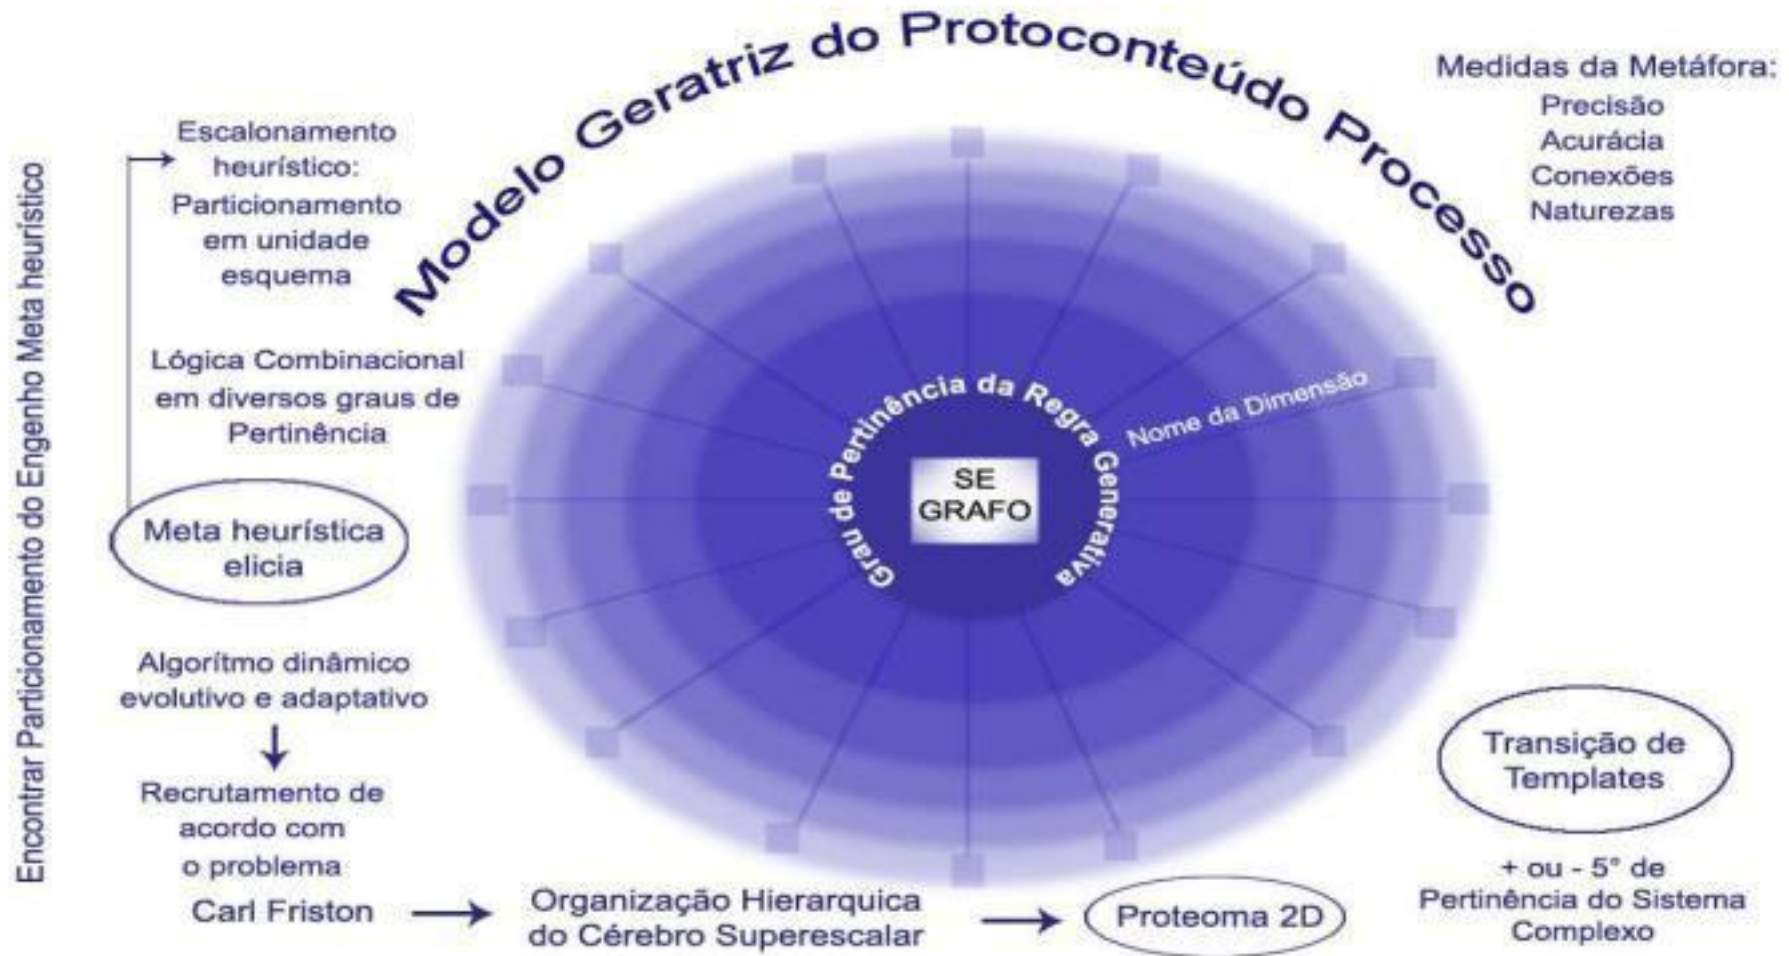 Modelo Geratriz do Protoconteúdo Processo
Medidas da Metáfora:
Precisão
Acurácia
Conexões
Naturezas
Encontrar Particionamento do Engenho Meta heurístico
Escalonamento
heurístico:
Particionamento
em unidade
esquema
Lógica Combinacional
em diversos graus de
Pertinência
Meta heurística
elicia
Algorítmo dinâmico
evolutivo e adaptativo
Recrutamento de
acordo com
o problema
Carl Friston
Organização Hierarquica
do Cérebro Superescalar
Proteoma 2D
Grau de Pertinência da Regra Generativa
SE
GRAFO
Nome da Dimensão
Transição de
Templates
+ ou - 5° de
Pertinência do Sistema
Complexo